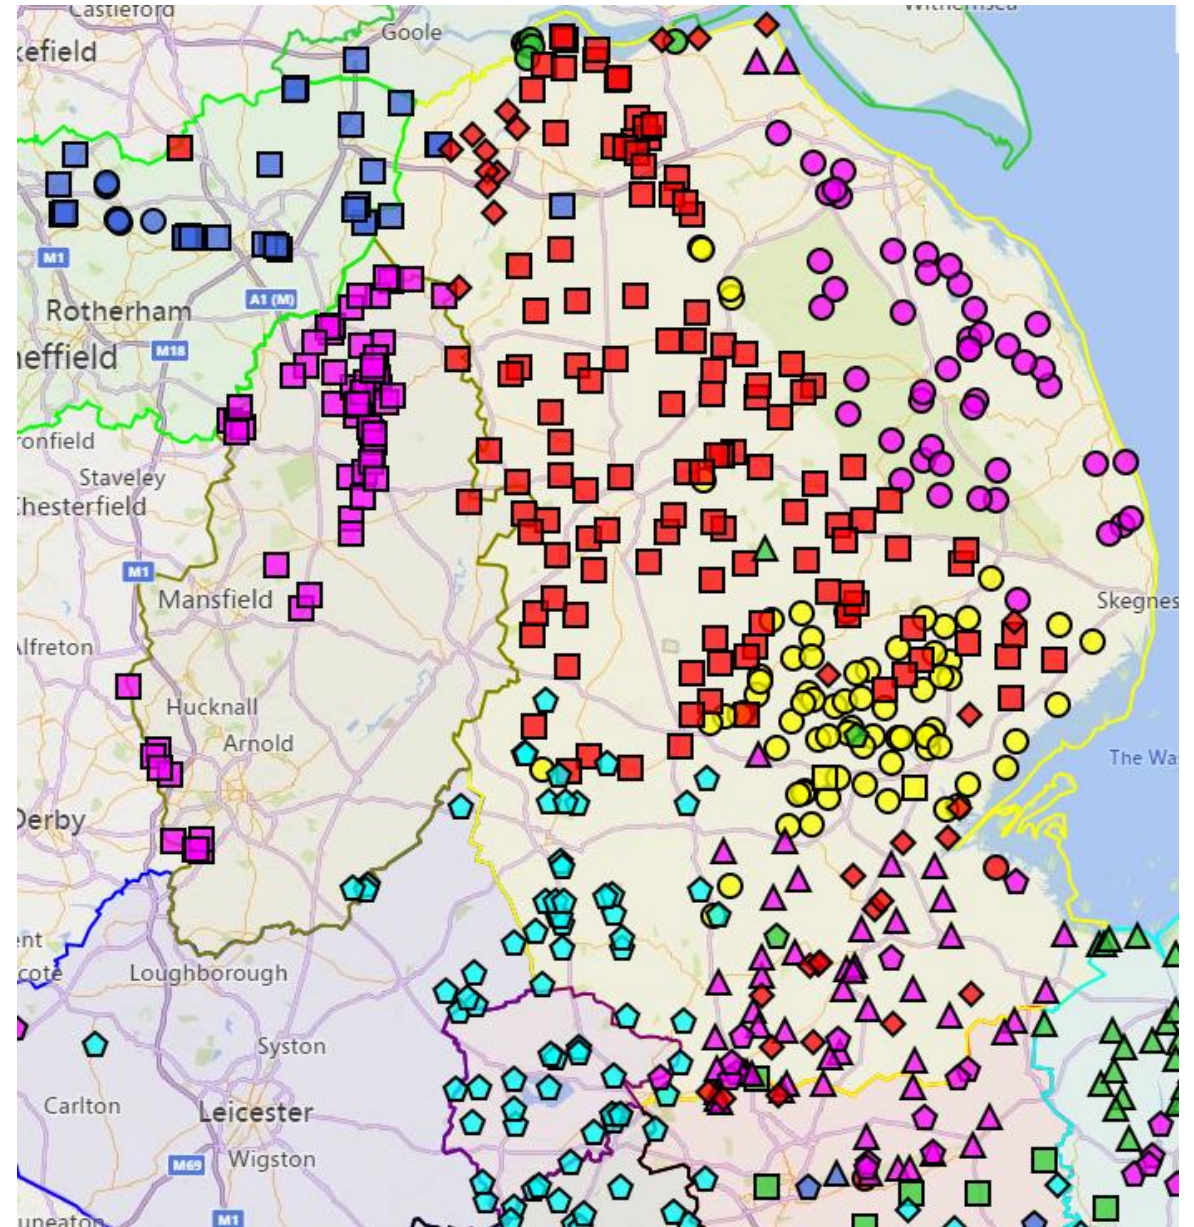 Castleford
Withernsea
Goole
kefield
M1
A1 (M)
Rotherham
M18
heffield
ronfield
Staveley
Chesterfield
M1
Mansfield
Skegnes
Alfreton
Hucknall
Arnold
The Wa
Derby
ent
cote
Loughborough
Syston
Carlton
Leicester
M69
Wigston
uneaton
M1